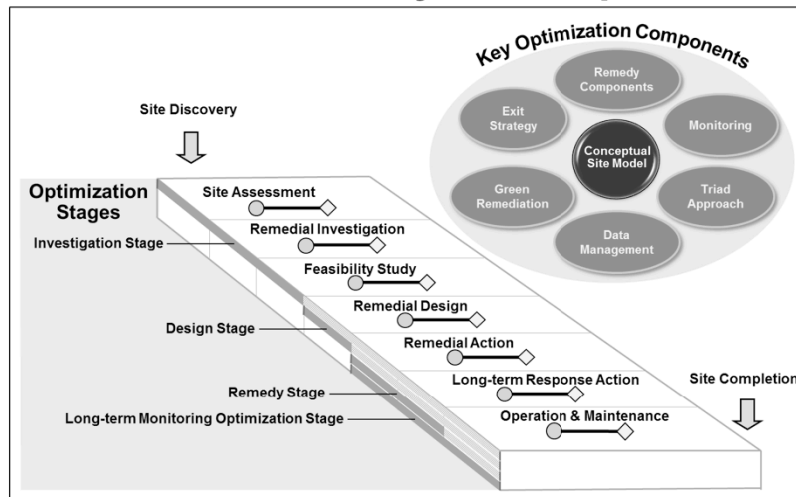 Key Optimization Components
Remedy
Components
Exit
Strategy
Monitoring
Conceptual
Site Model
Green
Remediation
Triad
Approach
Data
Management
Site Discovery
Optimization
Stages
Site Assessment
Investigation Stage
Remedial Investigation
Feasibility Study
Remedial Design
Design Stage
Remedial Action
Remedy Stage
Long-term Response Action
Site Completion
Long-term Monitoring Optimization Stage
Operation & Maintenance